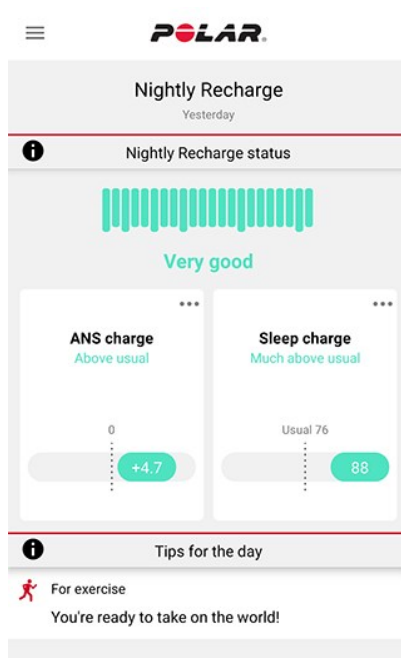 POLAR
Nightly Recharge
Yesterday
Nightly Recharge status
Very good
ANS charge
Above usual
0
+4.7
Sleep charge
Much above usual
Usual 76
88
Tips for the day
For exercise
You're ready to take on the world!